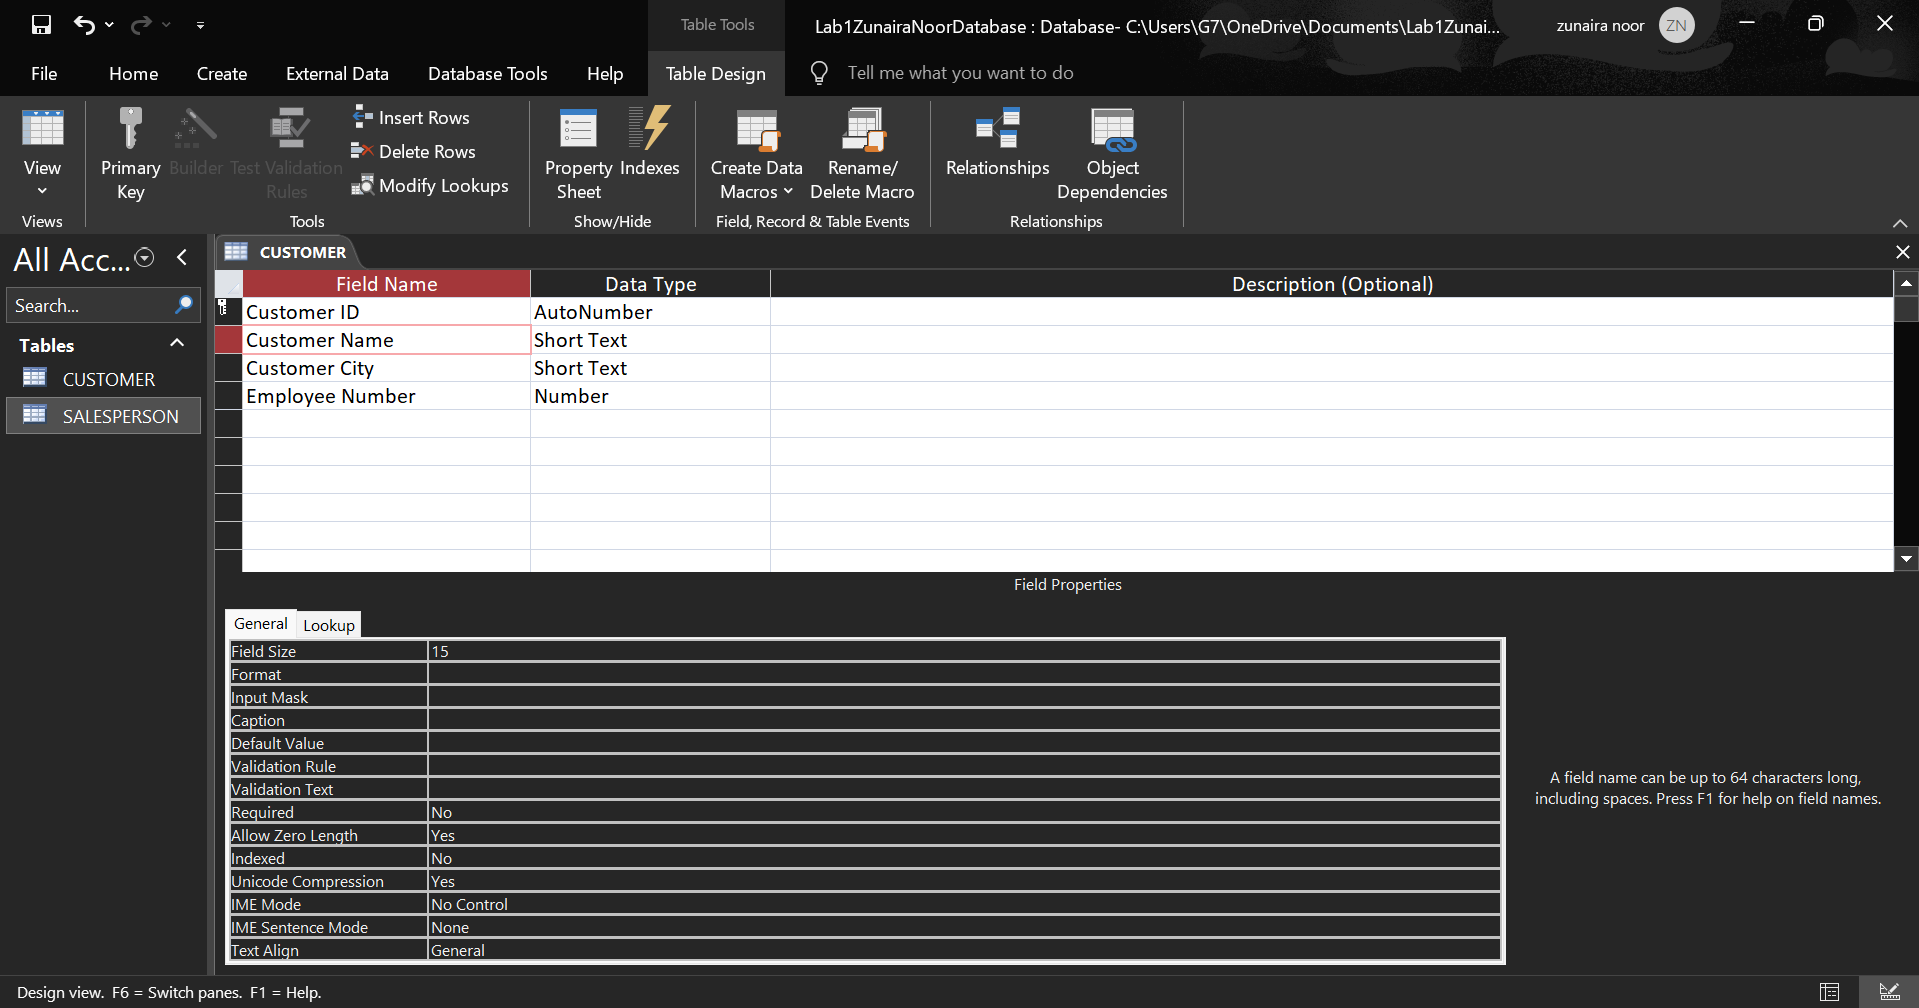 Table Tools
Lab1ZunairaNoorDatabase : Database- C:\Users\G7\OneDrive\Documents\Lab1Zunai...
zunaira noor
ZN
File
Home
Create
External Data
Database Tools
Help
Table Design
Tell me what you want to do
View
Primary Key
Builder
Test Validation Rules
Insert Rows
Delete Rows
Modify Lookups
Property Sheet
Indexes
Create Data Macros
Rename/ Delete Macro
Relationships
Object Dependencies
Views
Tools
Show/Hide
Field, Record & Table Events
Relationships
All Acc...
Search...
Tables
CUSTOMER
SALESPERSON
CUSTOMER
Field Name Data Type Description (Optional)
Customer ID AutoNumber
Customer Name Short Text
Customer City Short Text
Employee Number Number
Field Properties
General Lookup
Field Size 15
Format
Input Mask
Caption
Default Value
Validation Rule
Validation Text
Required No
Allow Zero Length Yes
Indexed No
Unicode Compression Yes
IME Mode No Control
IME Sentence Mode None
Text Align General
A field name can be up to 64 characters long,
including spaces. Press F1 for help on field names.
Design view. F6 = Switch panes. F1 = Help.